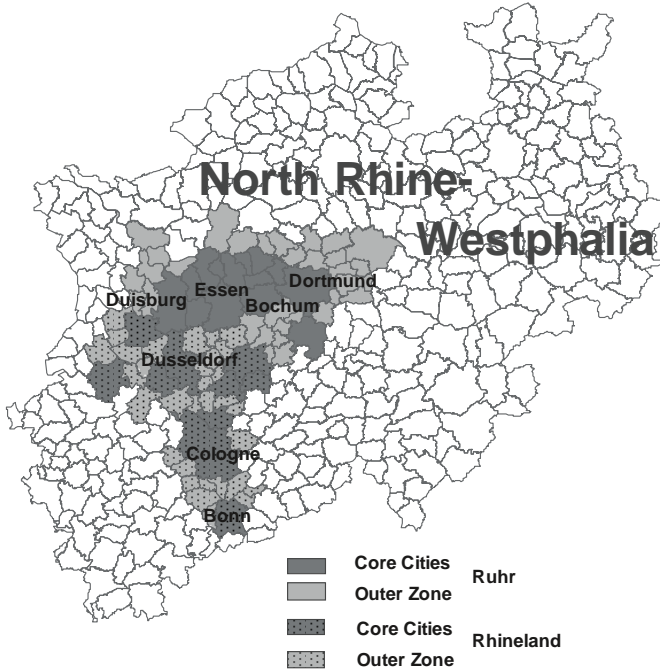 North Rhine-
Westphalia
Dortmund
Essen
Duisburg
Bochum
Dusseldorf
Cologne
Bonn
Core Cities
Ruhr
Outer Zone
Core Cities
Rhineland
Outer Zone